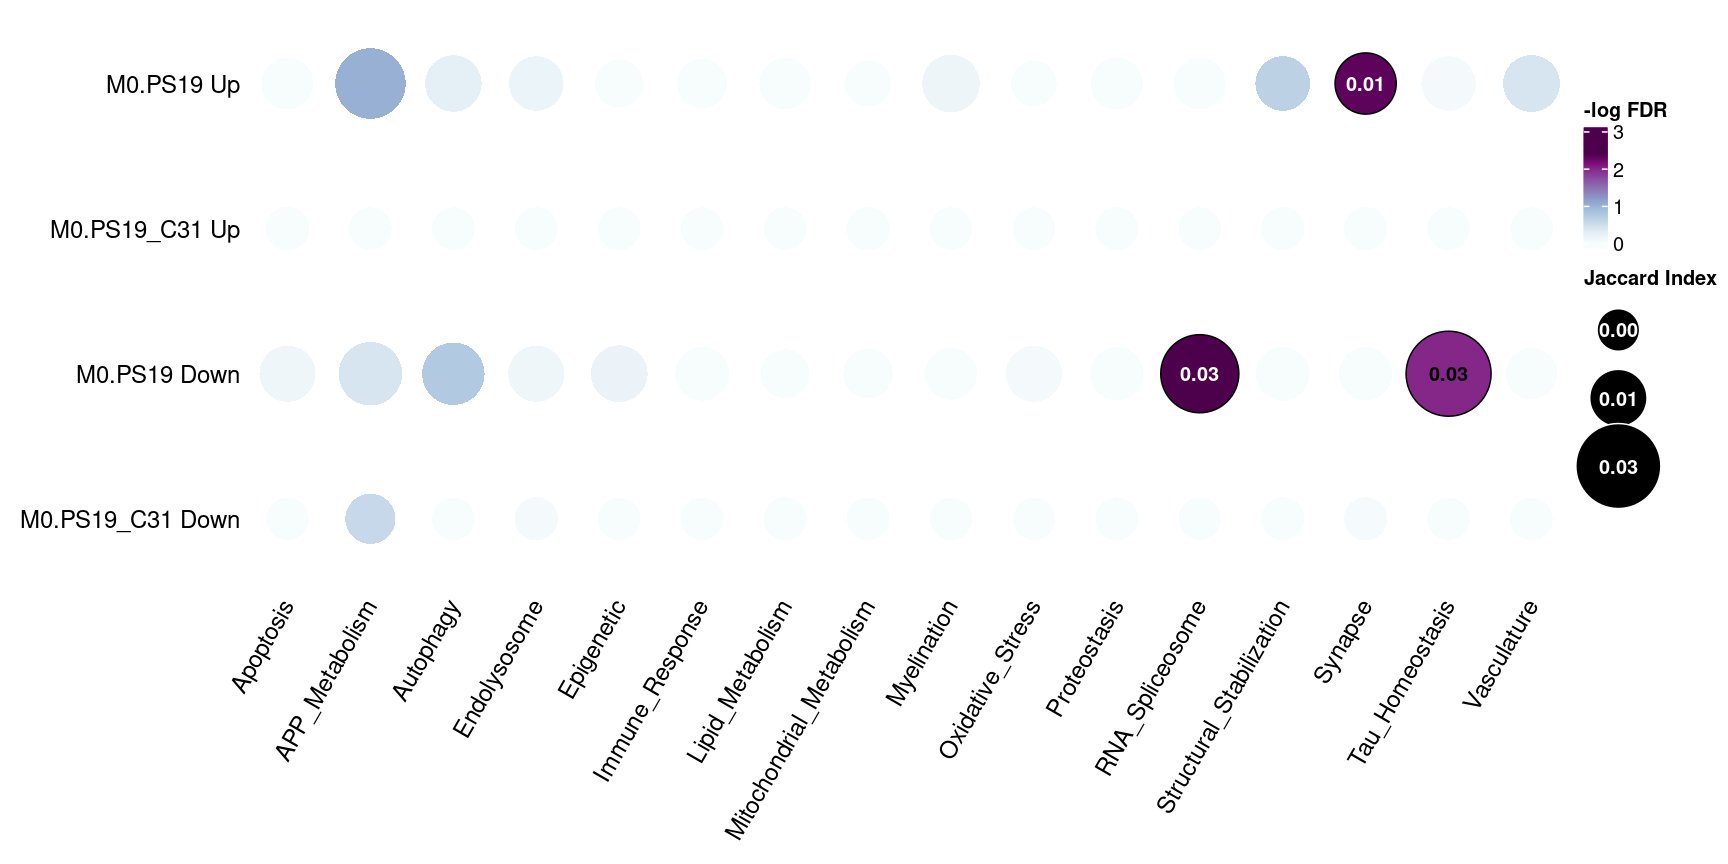 M0.PS19 Up
0.01
M0.PS19_C31 Up
M0.PS19 Down
0.03
0.03
M0.PS19_C31 Down
Apoptosis
APP_Metabolism
Autophagy
Endolysosome
Epigenetic
Immune_Response
Lipid_Metabolism
Mitochondrial_Metabolism
Myelination
Oxidative_Stress
Proteostasis
RNA_Spliceosome
Structural_Stabilization
Synapse
Tau_Homeostasis
Vasculature
-log FDR
3
2
1
0
Jaccard Index
0.00
0.01
0.03